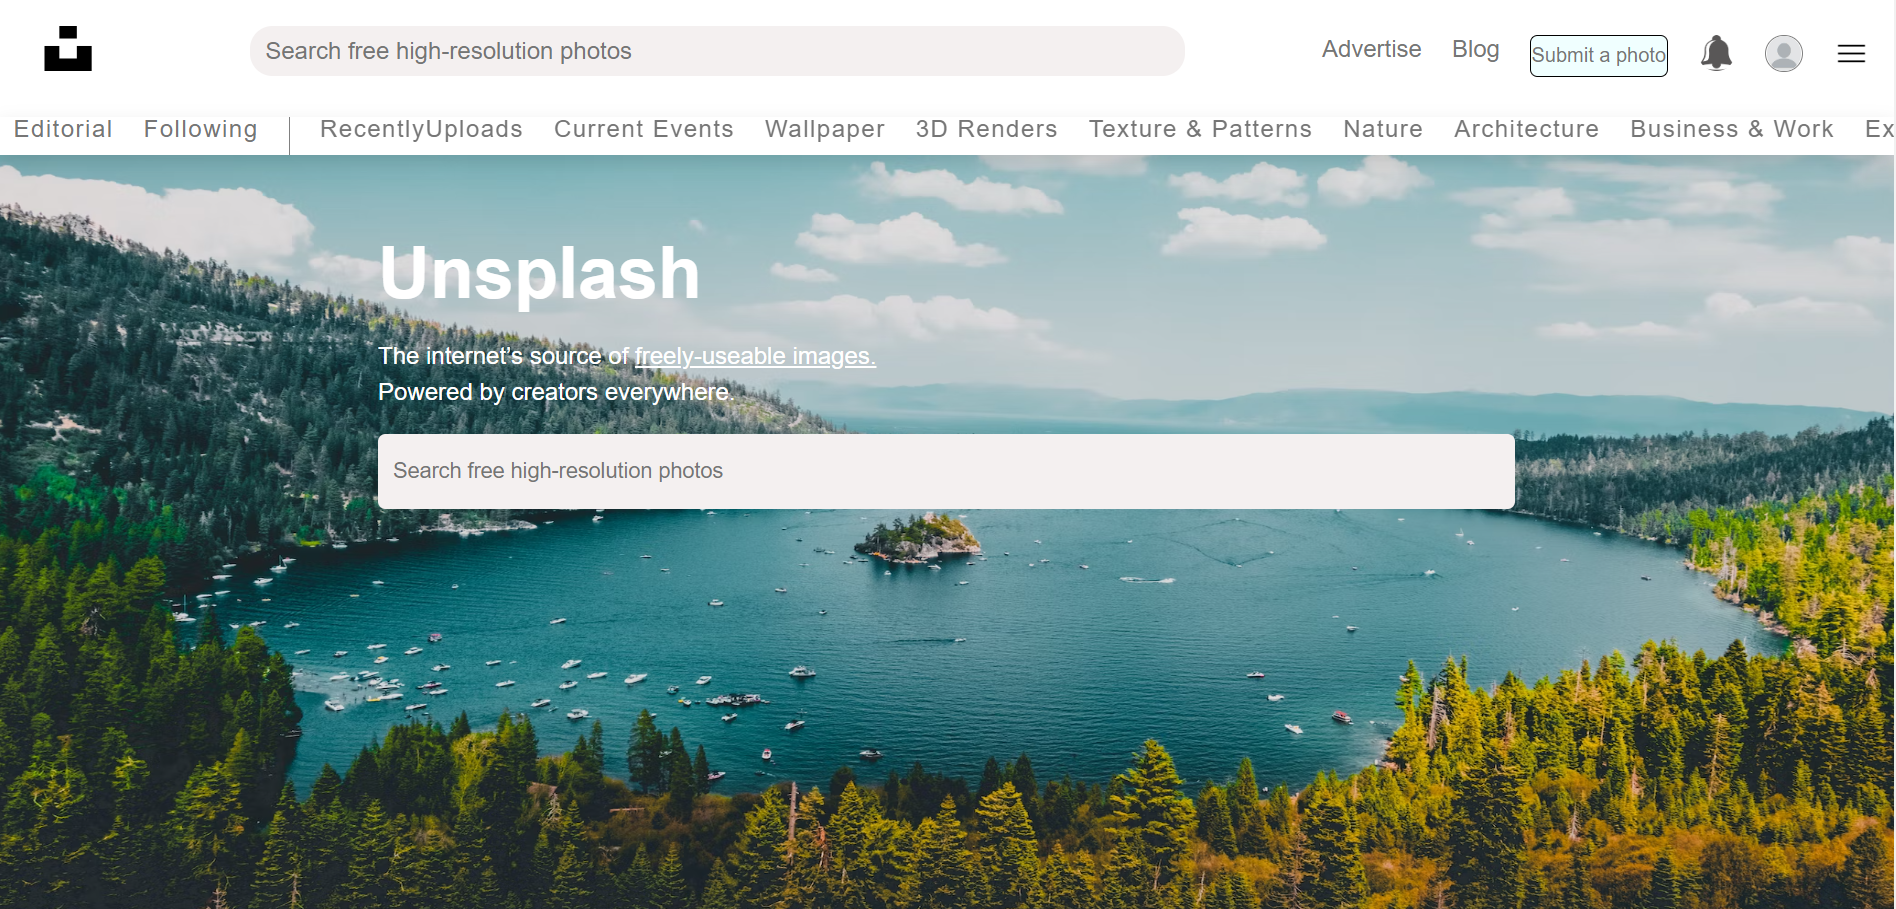 Search free high-resolution photos
Advertise
Blog
Submit a photo
Editorial
Following
RecentlyUploads
Current Events
Wallpaper
3D Renders
Texture & Patterns
Nature
Architecture
Business & Work
Ex
Unsplash
The internet's source of freely-useable images.
Powered by creators everywhere.
Search free high-resolution photos